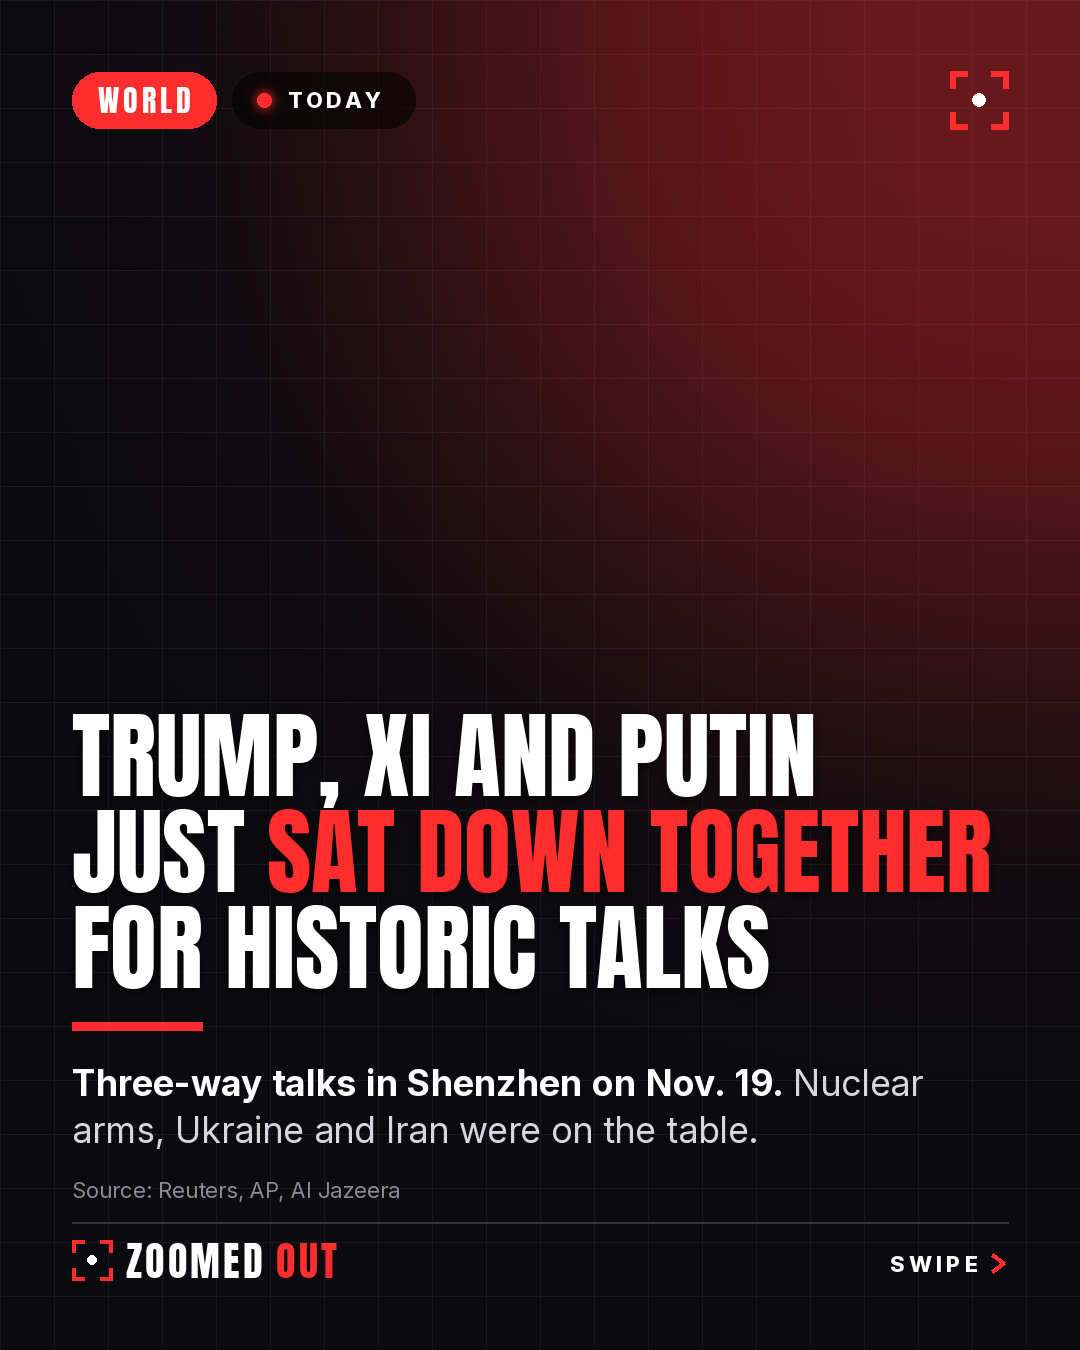 WORLD
TODAY
TRUMP, XI AND PUTIN
JUST SAT DOWN TOGETHER
FOR HISTORIC TALKS
Three-way talks in Shenzhen on Nov. 19. Nuclear
arms, Ukraine and Iran were on the table.
Source: Reuters, AP, Al Jazeera
ZOOMED OUT
SWIPE